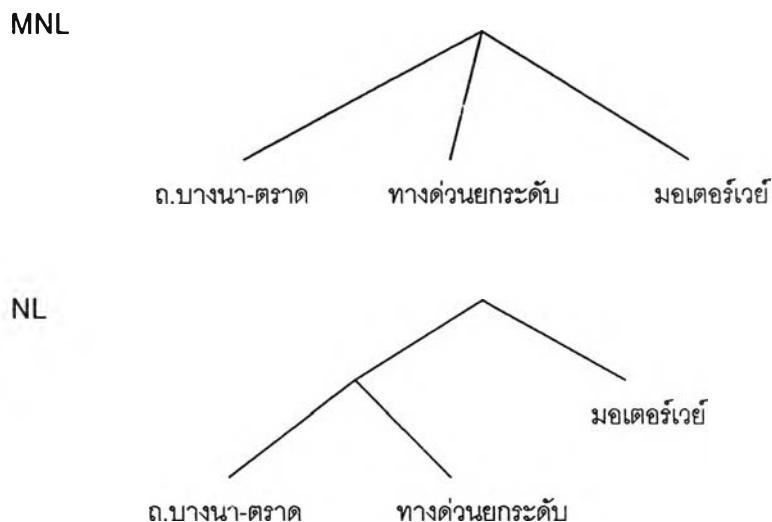 MNL
ถ.บางนา-ตราด ทางด่วนยกระดับ มอเตอร์เวย์
NL
มอเตอร์เวย์
ถ.บางนา-ตราด ทางด่วนยกระดับ